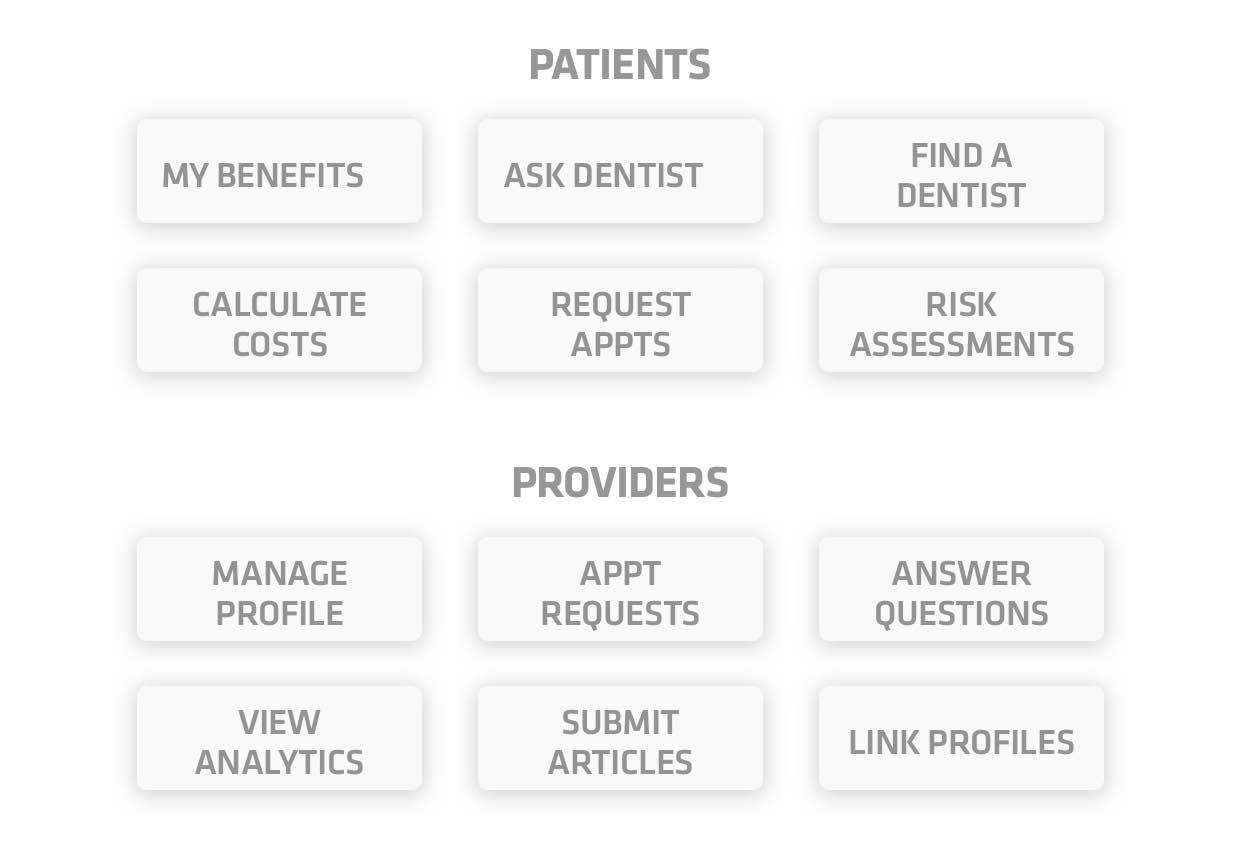 PATIENTS
MY BENEFITS
ASK DENTIST
FIND A
DENTIST
CALCULATE
COSTS
REQUEST
APPTS
RISK
ASSESSMENTS
PROVIDERS
MANAGE
PROFILE
APPT
REQUESTS
ANSWER
QUESTIONS
VIEW
ANALYTICS
SUBMIT
ARTICLES
LINK PROFILES